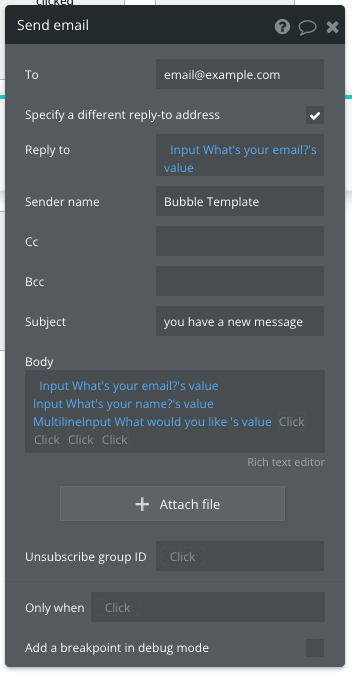 clicked
Send email
To email@example.com
Specify a different reply-to address
Reply to Input What's your email?'s
value
Sender name Bubble Template
Cc
Bcc
Subject you have a new message
Body
Input What's your email?'s value
Input What's your name?'s value
MultilineInput What would you like 's value Click
Click Click Click
Rich text editor
+ Attach file
Unsubscribe group ID Click
Only when Click
Add a breakpoint in debug mode